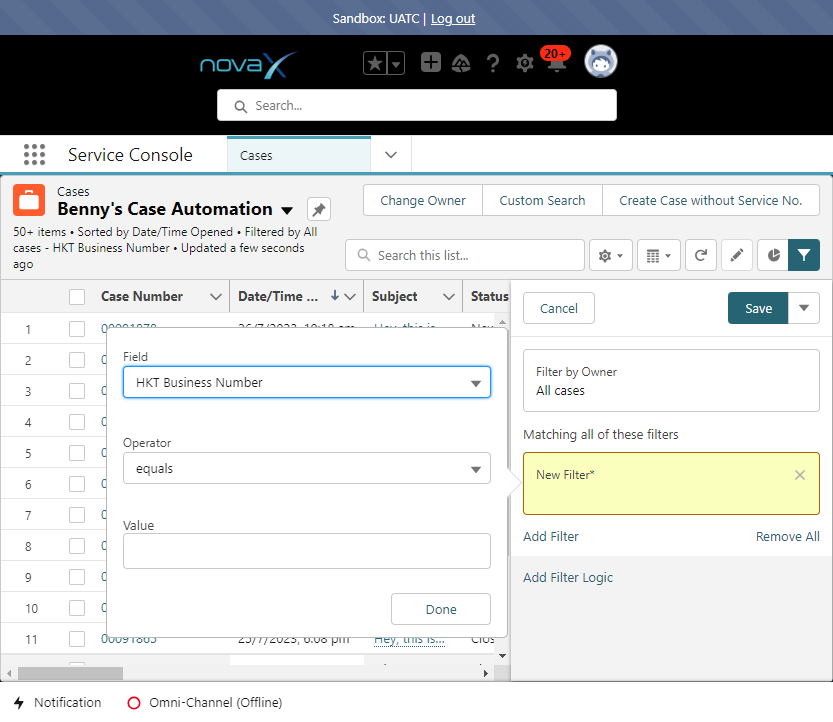 Sandbox: UATC | Log out
novaX
20+
Search...
Service Console
Cases
Cases
Benny's Case Automation
50+ items • Sorted by Date/Time Opened • Filtered by All
cases - HKT Business Number • Updated a few seconds
ago
Change Owner
Custom Search
Create Case without Service No.
Search this list...
Case Number
Date/Time ...
Subject
Status
1
2
3
4
5
6
7
8
9
10
11
00091865
25/7/2023, 6:08 pm
Hey, this is...
Clos
Field
HKT Business Number
Operator
equals
Value
Done
Cancel
Save
Filter by Owner
All cases
Matching all of these filters
New Filter*
Add Filter
Remove All
Add Filter Logic
Notification
Omni-Channel (Offline)